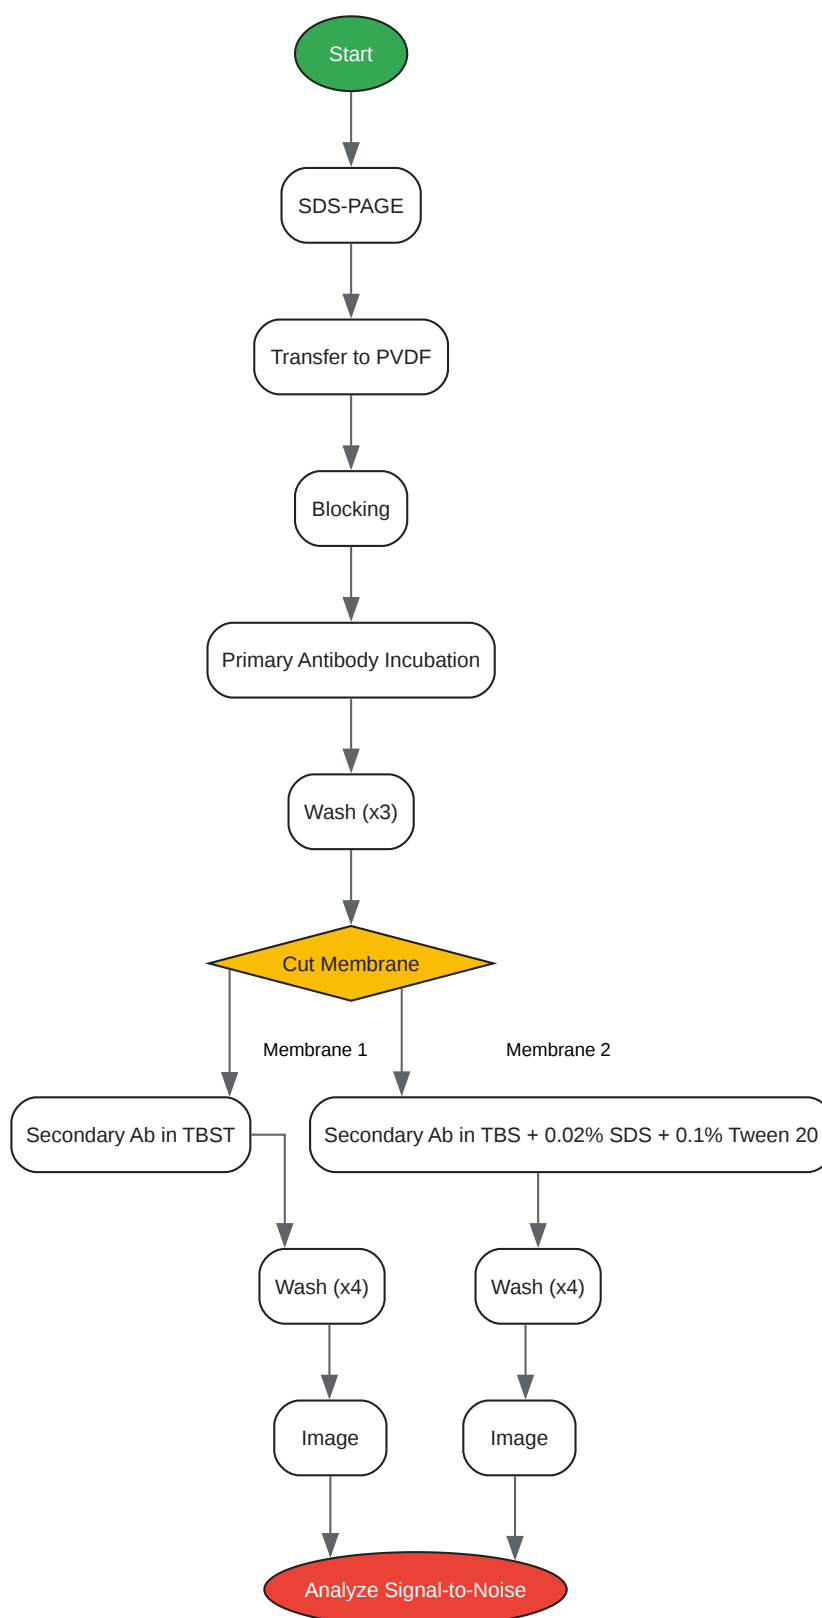 Start
SDS-PAGE
Transfer to PVDF
Blocking
Primary Antibody Incubation
Wash (x3)
Cut Membrane
Membrane 1
Membrane 2
Secondary Ab in TBST
Secondary Ab in TBS + 0.02% SDS + 0.1% Tween 20
Wash (x4)
Wash (x4)
Image
Image
Analyze Signal-to-Noise